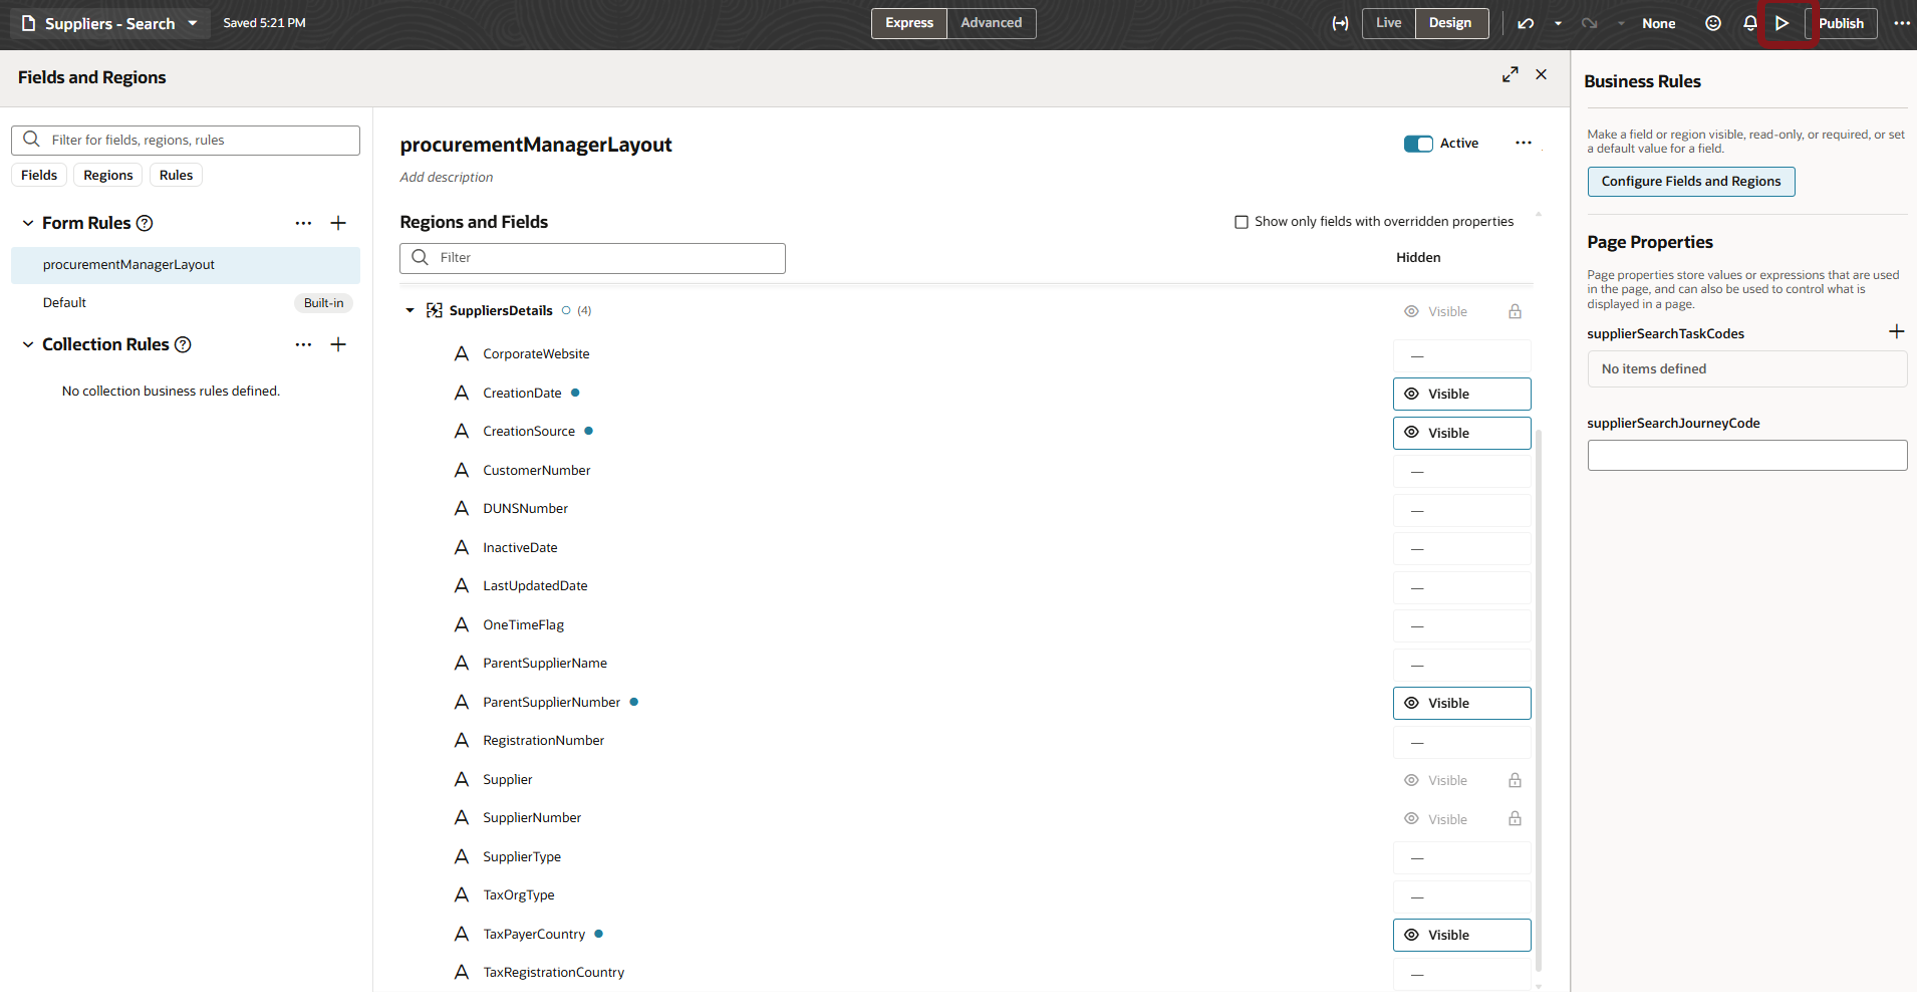 Suppliers - Search
Saved 5:21 PM
Express
Advanced
Live
Design
None
Publish
Fields and Regions
Filter for fields, regions, rules
Fields
Regions
Rules
Form Rules
procurementManagerLayout
Default
Built-in
Collection Rules
No collection business rules defined.
procurementManagerLayout
Active
Add description
Regions and Fields
Show only fields with overridden properties
Filter
Hidden
SuppliersDetails (4)
Visible
CorporateWebsite
—
CreationDate
Visible
CreationSource
Visible
CustomerNumber
—
DUNSNumber
—
InactiveDate
—
LastUpdatedDate
—
OneTimeFlag
—
ParentSupplierName
—
ParentSupplierNumber
Visible
RegistrationNumber
—
Supplier
Visible
SupplierNumber
Visible
SupplierType
—
TaxOrgType
—
TaxPayerCountry
Visible
TaxRegistrationCountry
—
Business Rules
Make a field or region visible, read-only, or required, or set
a default value for a field.
Configure Fields and Regions
Page Properties
Page properties store values or expressions that are used
in the page, and can also be used to control what is
displayed in a page.
supplierSearchTaskCodes
No items defined
supplierSearchJourneyCode